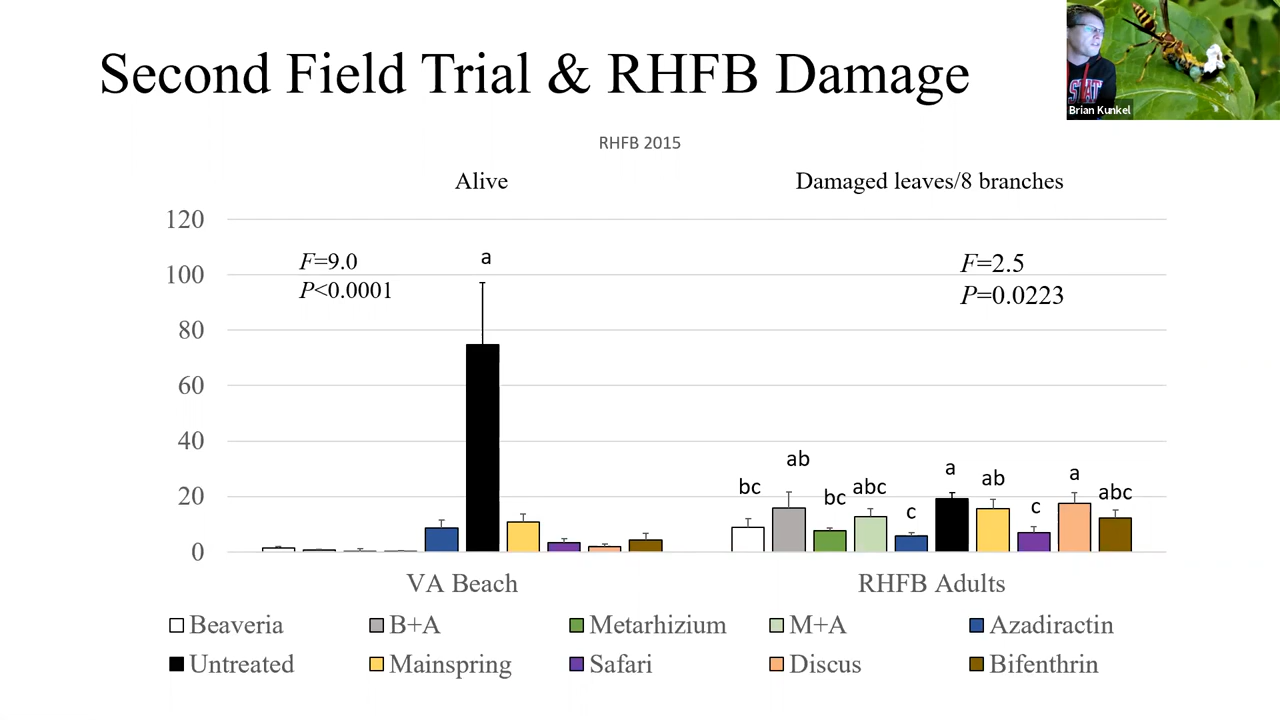 Second Field Trial & RHFB Damage
STAT
Brian Kunkel
RHFB 2015
Alive
Damaged leaves/8 branches
120
100
80
60
40
20
0
F=9.0
P<0.0001
a
F=2.5
P=0.0223
bc
ab
bc
abc
c
a
ab
c
a
abc
VA Beach
RHFB Adults
Beaveria
B+A
Metarhizium
M+A
Azadiractin
Untreated
Mainspring
Safari
Discus
Bifenthrin